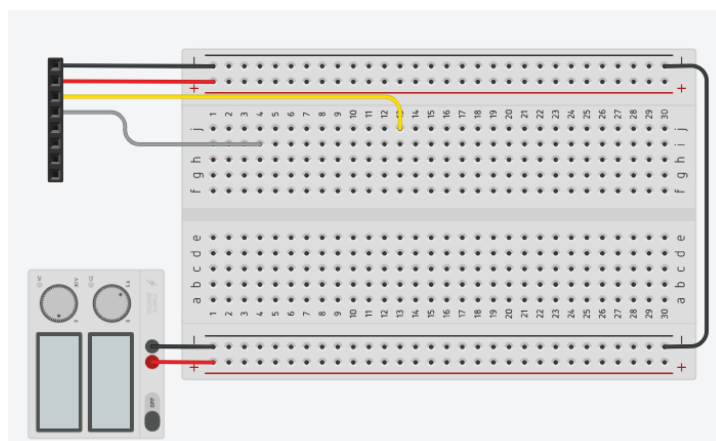 − −
+ +
1 2 3 4 5 6 7 8 9 10 11 12 14 15 16 17 18 19 20 21 22 23 24 25 26 27 28 29 30
j j
i i
h h
g g
f f
e e
d d
c c
b b
a a
1 2 3 4 5 6 7 8 9 10 11 12 13 14 15 16 17 18 19 20 21 22 23 24 25 26 27 28 29 30
− −
+ +
OFF